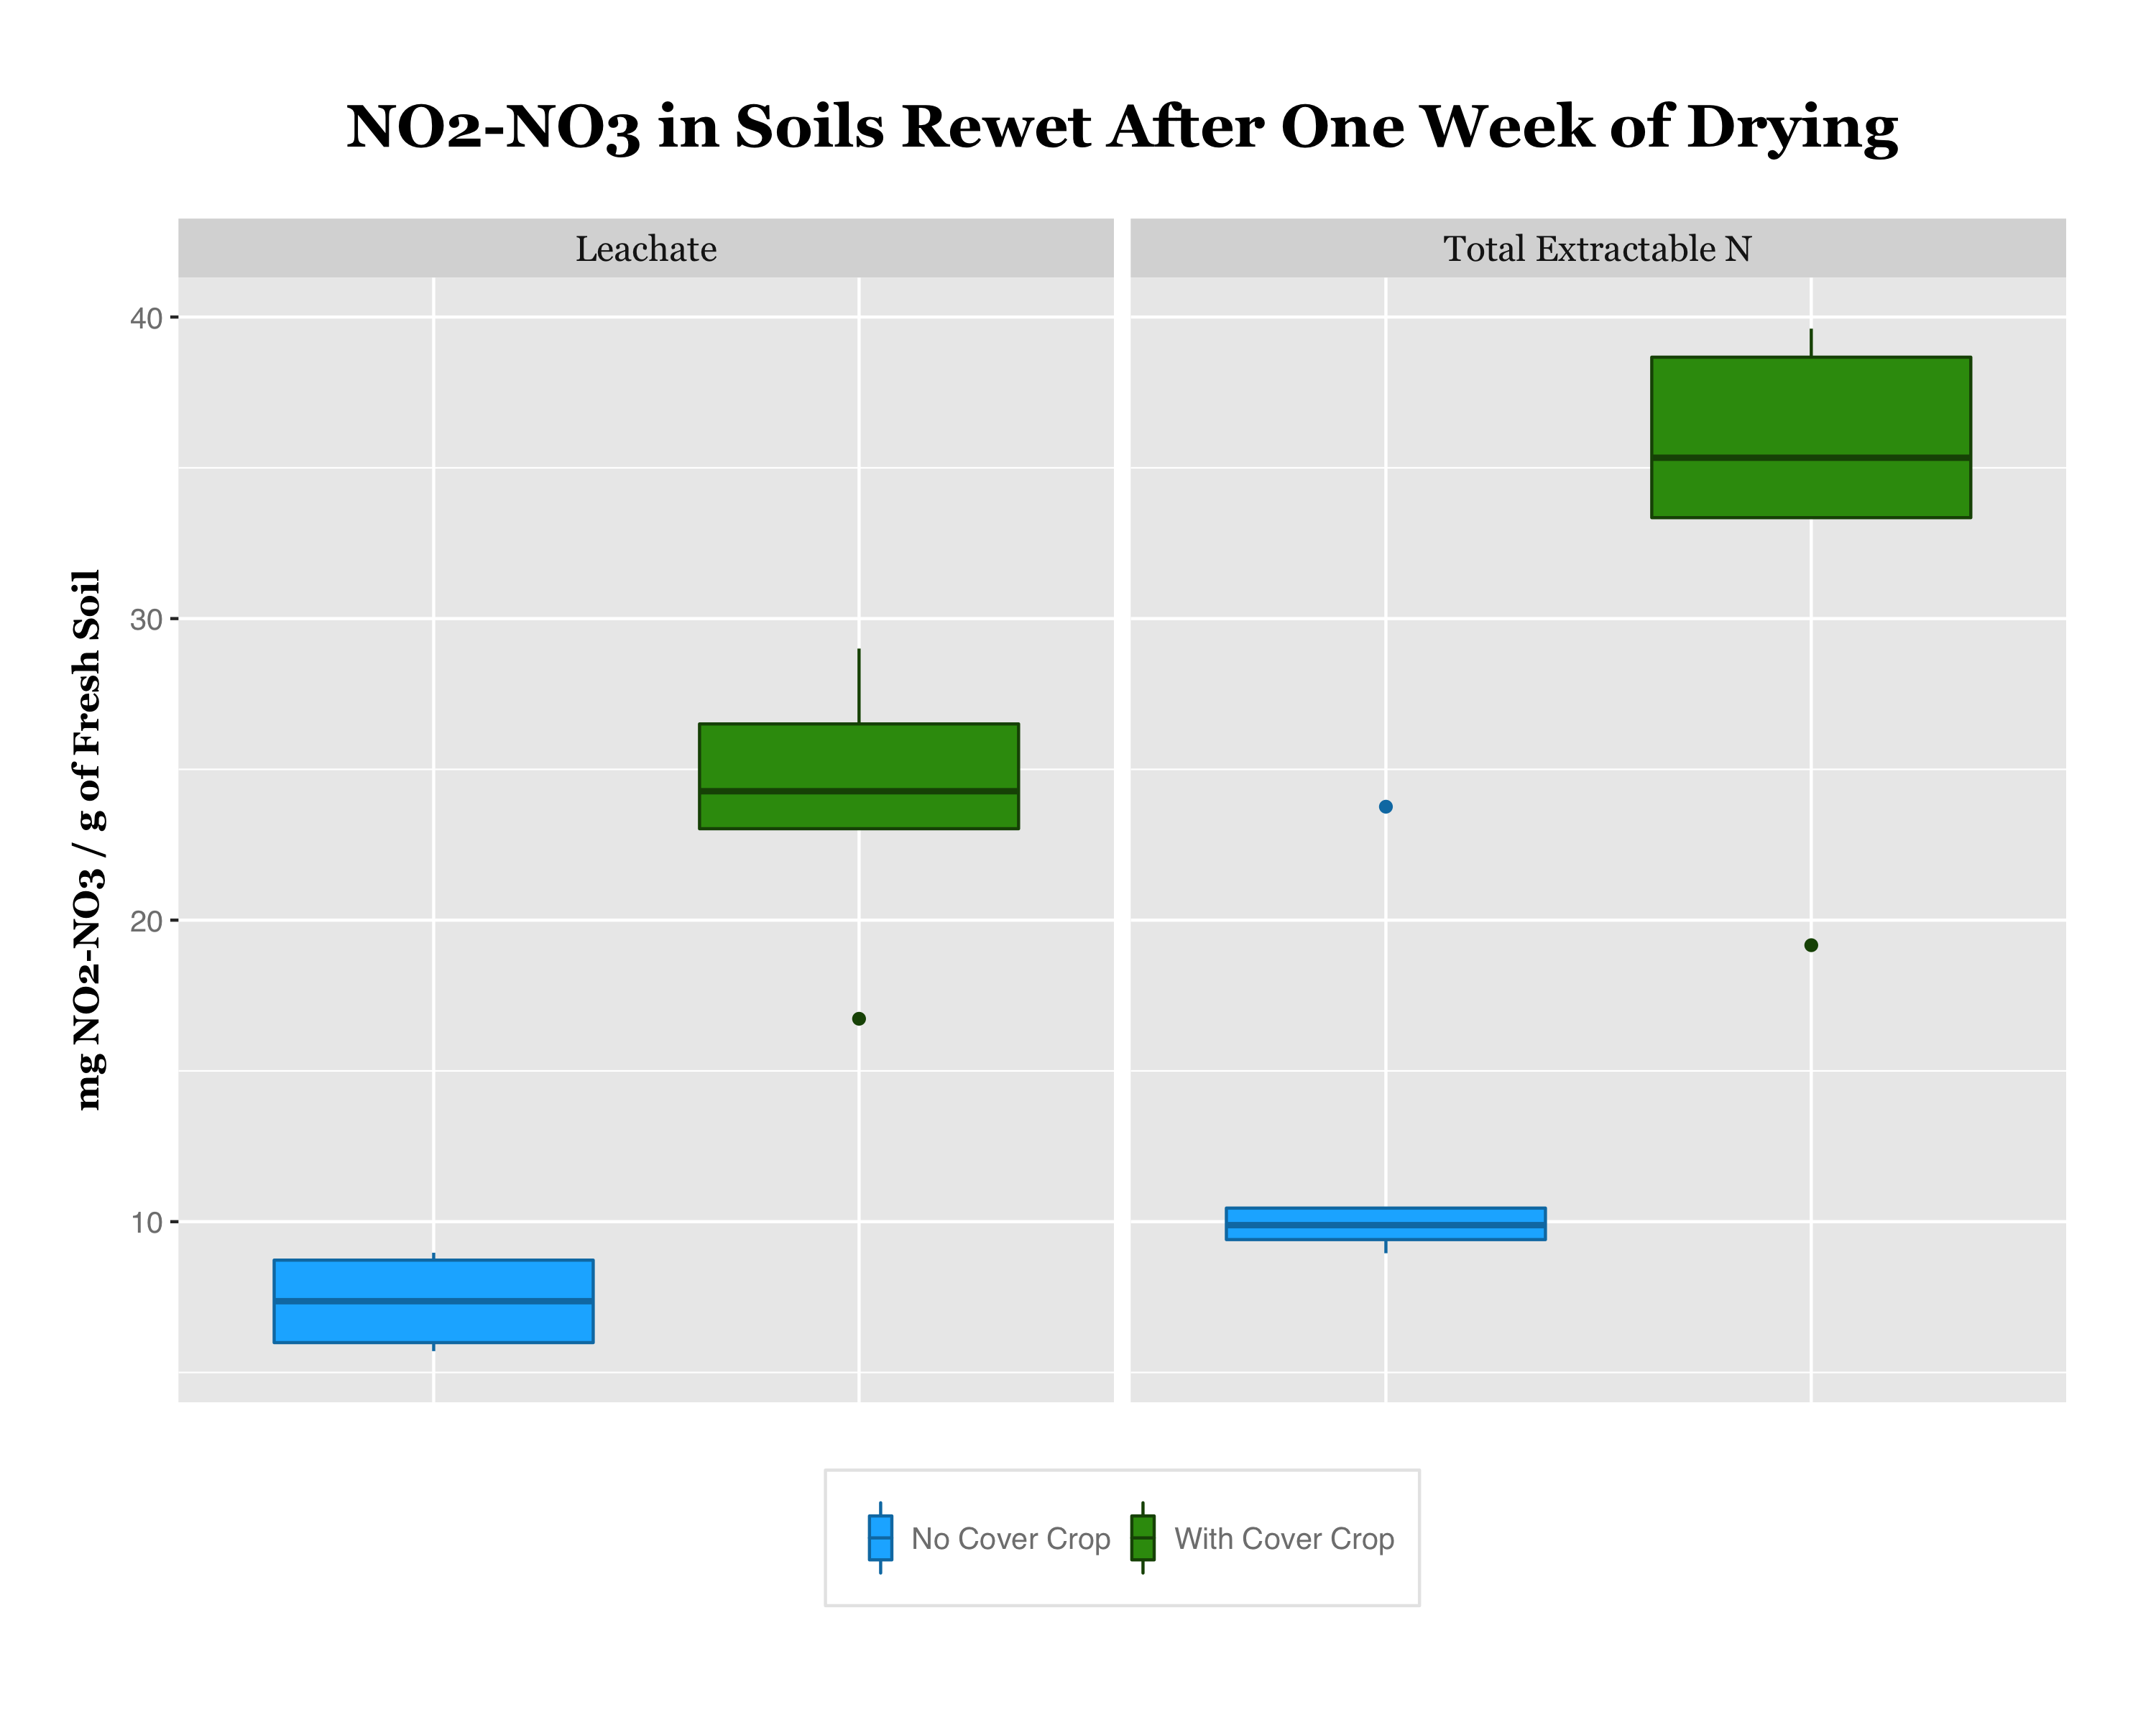 NO2-NO3 in Soils Rewet After One Week of Drying
Leachate
Total Extractable N
mg NO2-NO3 / g of Fresh Soil
40
30
20
10
No Cover Crop
With Cover Crop